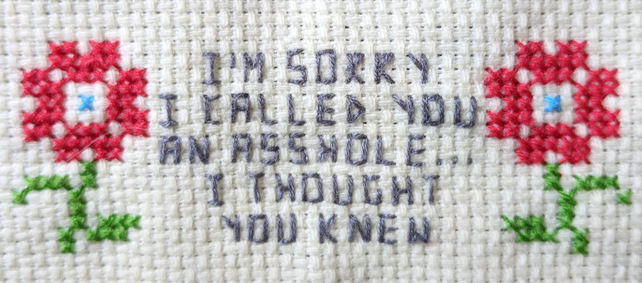 I'M SORRY
I CALLED YOU
AN ASSHOLE...
I THOUGHT
YOU KNEW